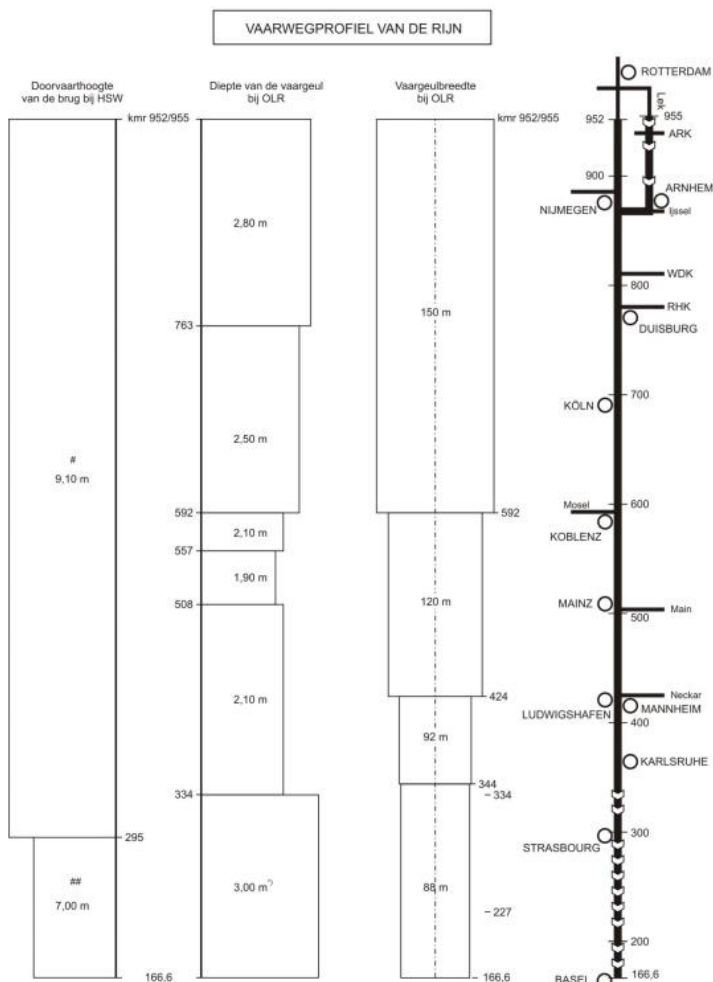 VAARWEGPROFIEL VAN DE RIJN
Doorvaarthoogte
van de brug bij HSW
kmr 952/955
#
9,10 m
295
##
7,00 m
166,6
Diepte van de vaargeul
bij OLR
2,80 m
763
2,50 m
592
2,10 m
557
1,90 m
508
2,10 m
334
3,00 m*)
Vaargeulbreedte
bij OLR
kmr 952/955
150 m
592
120 m
424
92 m
344
334
88 m
227
166,6
ROTTERDAM
Lek
952
955
ARK
900
ARNHEM
NIJMEGEN
Ijssel
WDK
800
RHK
DUISBURG
700
KÖLN
600
Mosel
KOBLENZ
MAINZ
Main
500
Neckar
LUDWIGSHAFEN
MANNHEIM
400
KARLSRUHE
300
STRASBOURG
200
166,6
BASEL